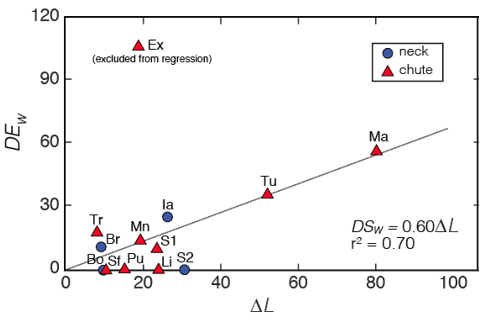 120
90
60
30
0
DE_w
Ex
(excluded from regression)
neck
chute
Ma
Tu
Ia
Tr
Mn
Br
S1
Bo
Sf
Pu
Li
S2
DS_w = 0.60ΔL
r² = 0.70
0
20
40
60
80
100
ΔL